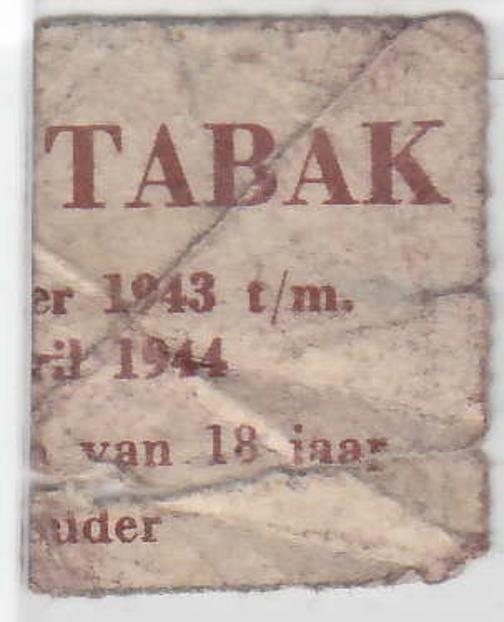 TABAK
er 1943 t/m.
ril 1944
van 18 jaar
uder